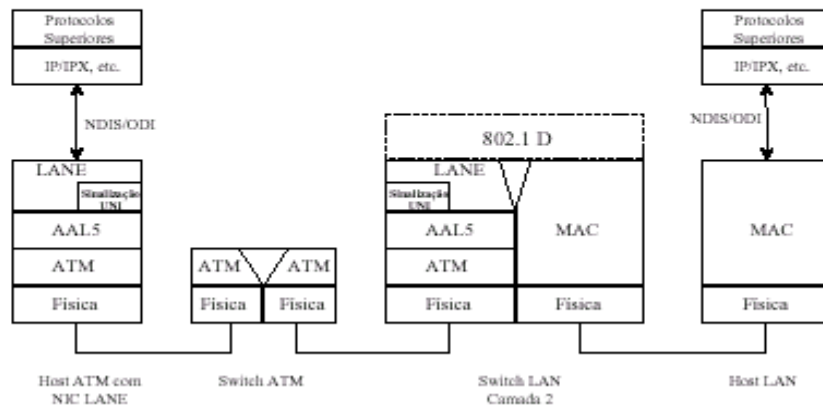 Protocolos
Superiores
IP/IPX, etc.
NDIS/ODI
LANE
Sinalização
UNI
AAL5
ATM
Física
Host ATM com
NIC LANE
ATM
ATM
Física
Física
Switch ATM
802.1 D
LANE
Sinalização
UNI
AAL5
ATM
Física
MAC
Física
Switch LAN
Camada 2
Protocolos
Superiores
IP/IPX, etc.
NDIS/ODI
MAC
Física
Host LAN